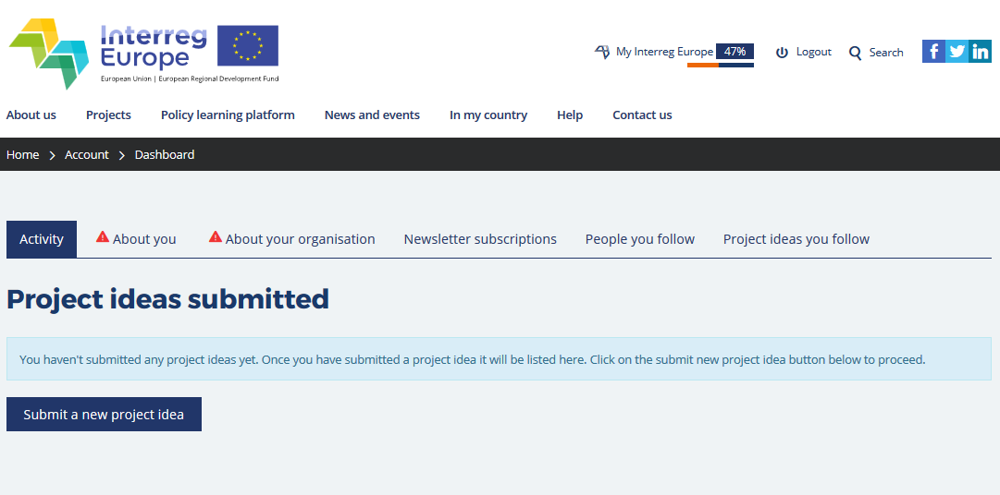 Interreg
Europe
European Union | European Regional Development Fund
My Interreg Europe 47% Logout Search
About us Projects Policy learning platform News and events In my country Help Contact us
Home > Account > Dashboard
Activity About you About your organisation Newsletter subscriptions People you follow Project ideas you follow
Project ideas submitted
You haven't submitted any project ideas yet. Once you have submitted a project idea it will be listed here. Click on the submit new project idea button below to proceed.
Submit a new project idea